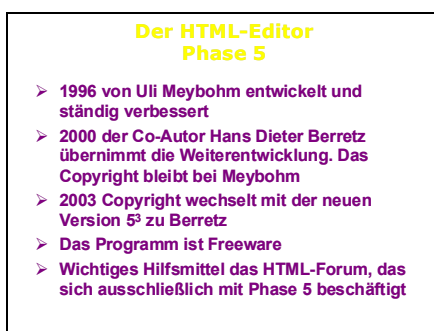 Der HTML-Editor
Phase 5
➢ 1996 von Uli Meybohm entwickelt und
ständig verbessert
➢ 2000 der Co-Autor Hans Dieter Berretz
übernimmt die Weiterentwicklung. Das
Copyright bleibt bei Meybohm
➢ 2003 Copyright wechselt mit der neuen
Version 5³ zu Berretz
➢ Das Programm ist Freeware
➢ Wichtiges Hilfsmittel das HTML-Forum, das
sich ausschließlich mit Phase 5 beschäftigt